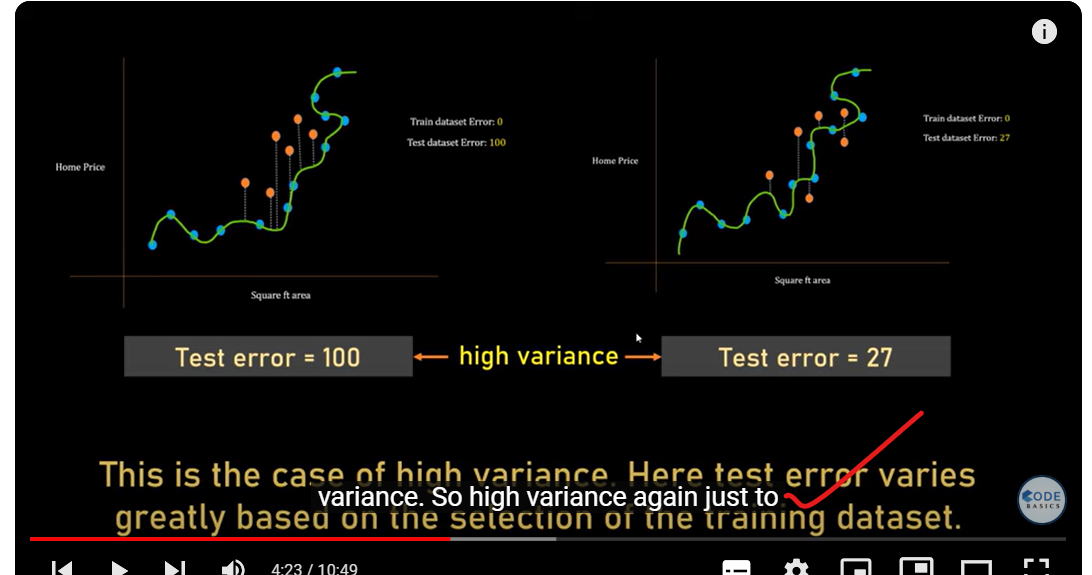 i
Train dataset Error: 0
Test dataset Error: 100
Home Price
Square ft area
Train dataset Error: 0
Test dataset Error: 27
Home Price
Square ft area
Test error = 100
high variance
Test error = 27
This is the case of high variance. Here test error varies
variance. So high variance again just to
greatly based on the selection of the training dataset.
CODE
BASICS
4:23 / 10:49